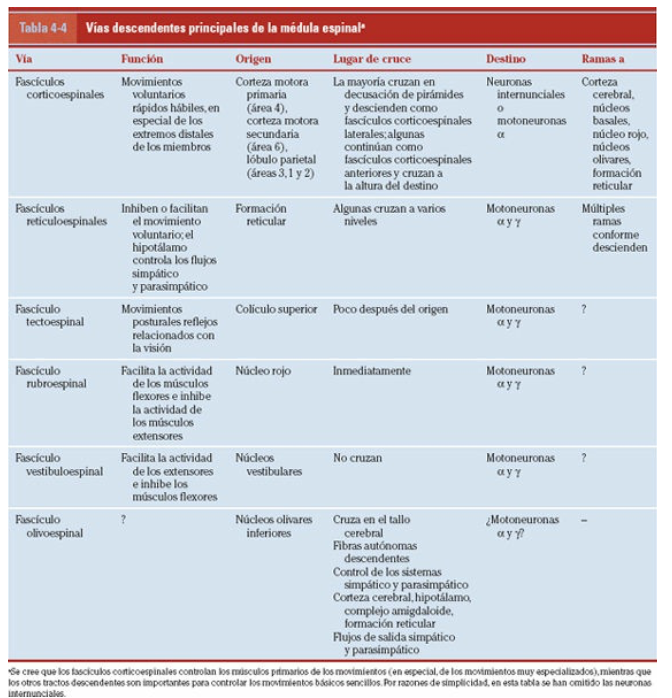 Tabla 4-4 Vías descendentes principales de la médula espinalª
Vía Función Origen Lugar de cruce Destino Ramas a
Fascículos
corticoespinales
Movimientos
voluntarios
rápidos hábiles, en
especial de los
extremos distales
de los miembros
Corteza motora
primaria
(área 4),
corteza motora
secundaria
(área 6),
lóbulo parietal
(áreas 3, 1 y 2)
La mayoría cruzan en
decusación de pirámides
y descienden como
fascículos corticoespinales
laterales; algunas
continúan como
fascículos corticoespinales
anteriores y cruzan a
la altura del destino
Neuronas
internunciales
o
motoneuronas
α
Corteza
cerebral,
núcleos
basales,
núcleo rojo,
núcleos
olivares,
formación
reticular
Fascículos
reticuloespinales
Inhiben o facilitan
el movimiento
voluntario; el
hipotálamo
controla los flujos
simpático
y parasimpático
Formación
reticular
Algunas cruzan a varios
niveles
Motoneuronas
α y γ
Múltiples
ramas
conforme
descienden
Fascículo
tectoespinal
Movimientos
posturales reflejos
relacionados con
la visión
Colículo superior
Poco después del origen
Motoneuronas
α y γ
?
Fascículo
rubroespinal
Facilita la actividad
de los músculos
flexores e inhibe
la actividad de
los músculos
extensores
Núcleo rojo
Inmediatamente
Motoneuronas
α y γ
?
Fascículo
vestibuloespinal
Facilita la actividad
de los extensores
e inhibe los
músculos flexores
Núcleos
vestibulares
No cruzan
Motoneuronas
α y γ
?
Fascículo
olivoespinal
?
Núcleos olivares
inferiores
Cruza en el tallo
cerebral
Fibras autónomas
descendentes
Control de los sistemas
simpático y parasimpático
Corteza cerebral, hipotálamo,
complejo amigdaloide,
formación reticular
Flujos de salida simpático
y parasimpático
¿Motoneuronas
α y γ?
–
ªSe cree que los fascículos corticoespinales controlan los músculos primarios de los movimientos (en especial, de los movimientos muy especializados), mientras que
los otros tractos descendentes son importantes para controlar los movimientos básicos sencillos. Por razones de simplicidad, en esta tabla se han omitido las neuronas
internunciales.